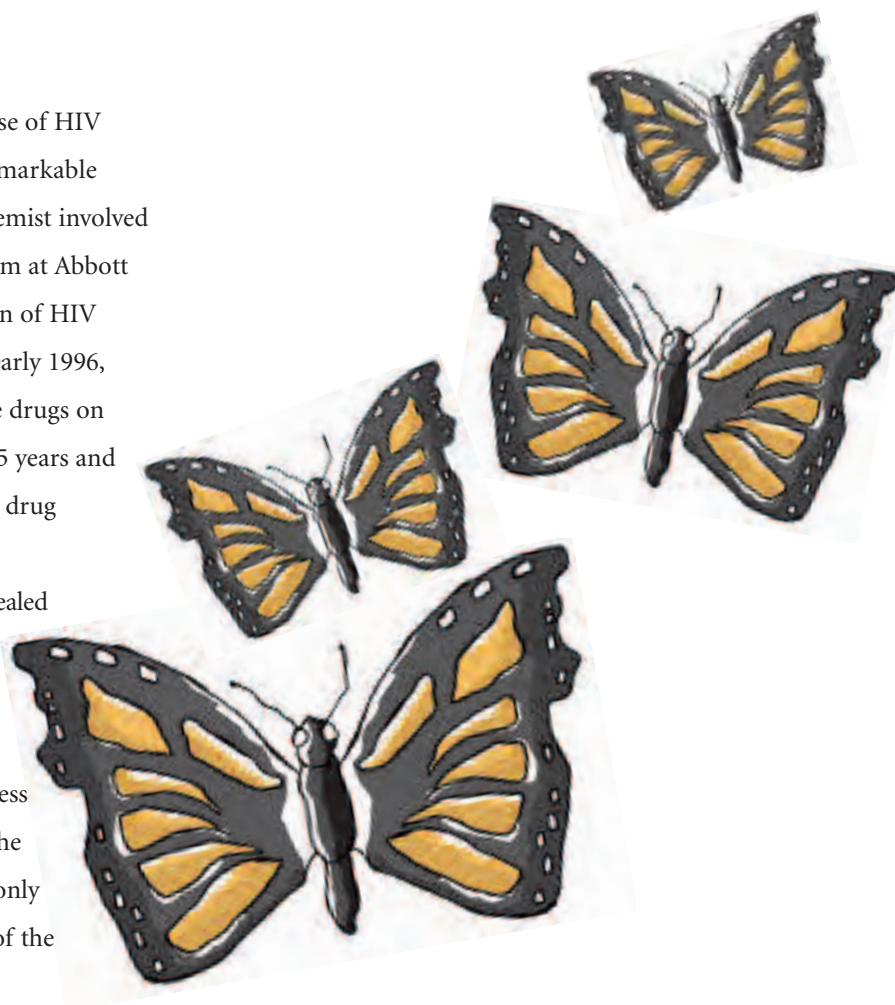 se of HIV
markable
emist involved
m at Abbott
n of HIV
arly 1996,
e drugs on
5 years and
drug
ealed
ess
he
only
of the